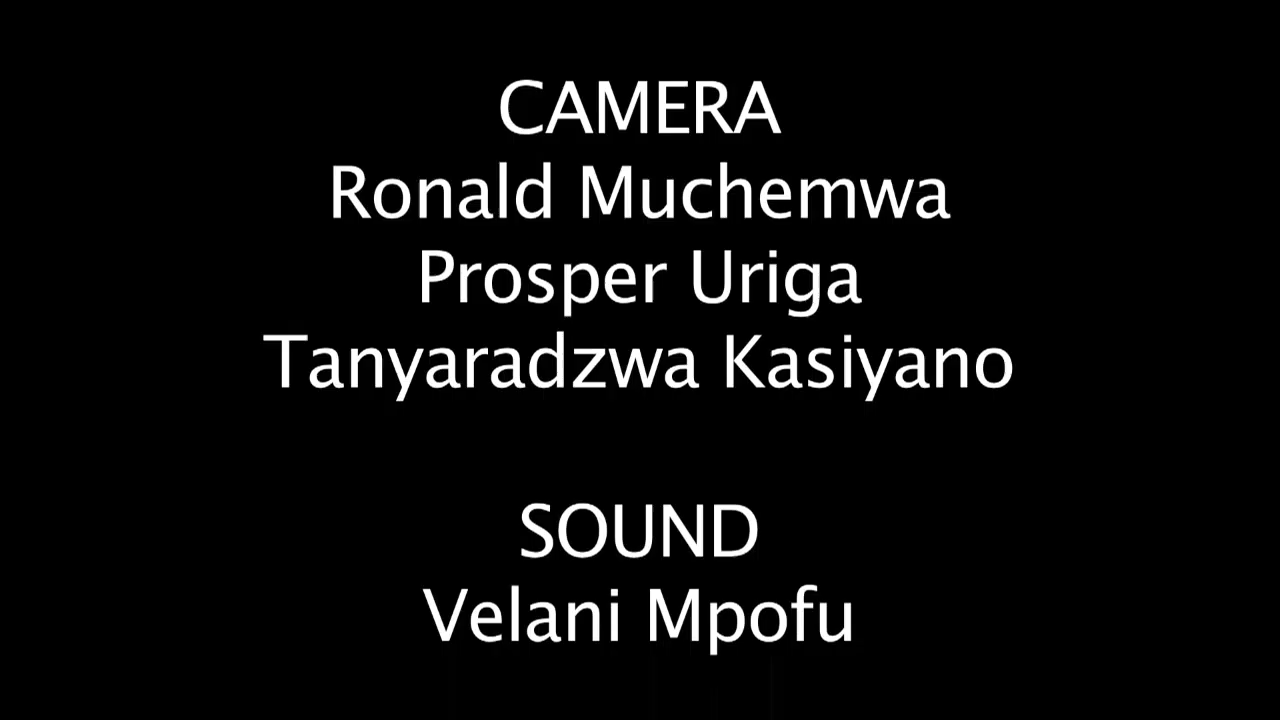 CAMERA
Ronald Muchemwa
Prosper Uriga
Tanyaradzwa Kasiyano
SOUND
Velani Mpofu